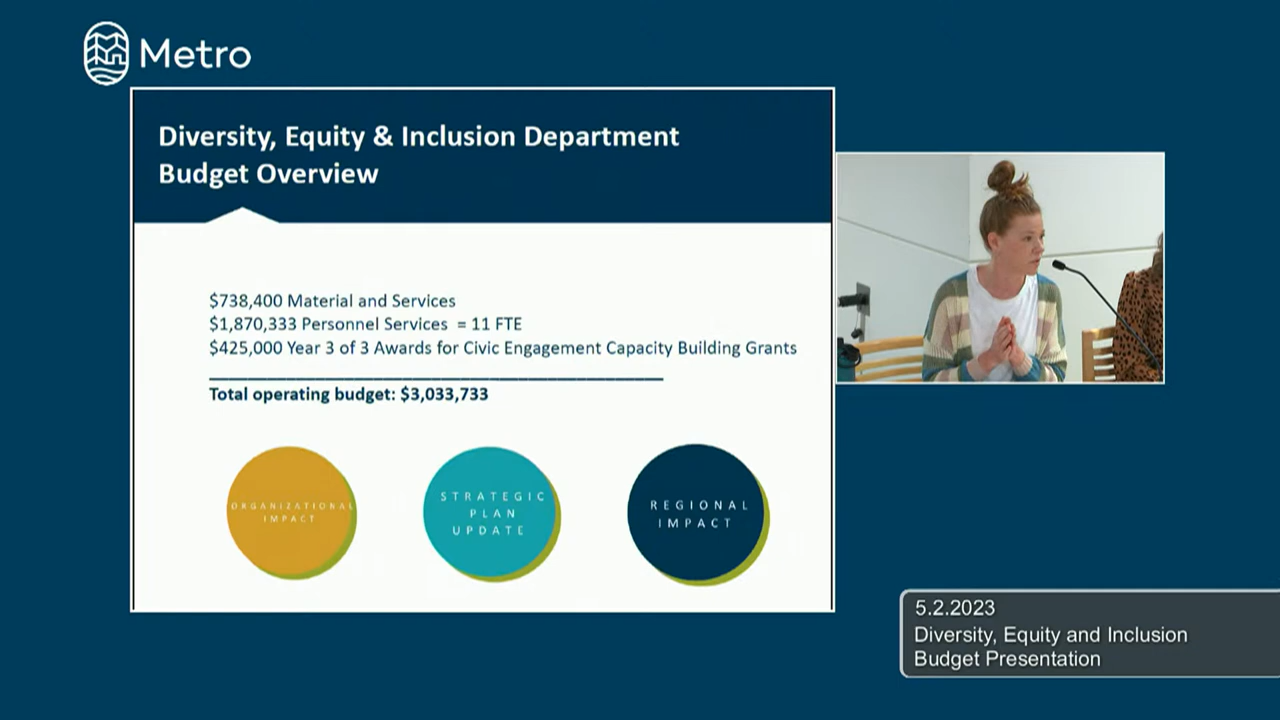 Metro
Diversity, Equity & Inclusion Department
Budget Overview
$738,400 Material and Services
$1,870,333 Personnel Services = 11 FTE
$425,000 Year 3 of 3 Awards for Civic Engagement Capacity Building Grants
Total operating budget: $3,033,733
ORGANIZATIONAL
IMPACT
STRATEGIC
PLAN
UPDATE
REGIONAL
IMPACT
5.2.2023
Diversity, Equity and Inclusion
Budget Presentation